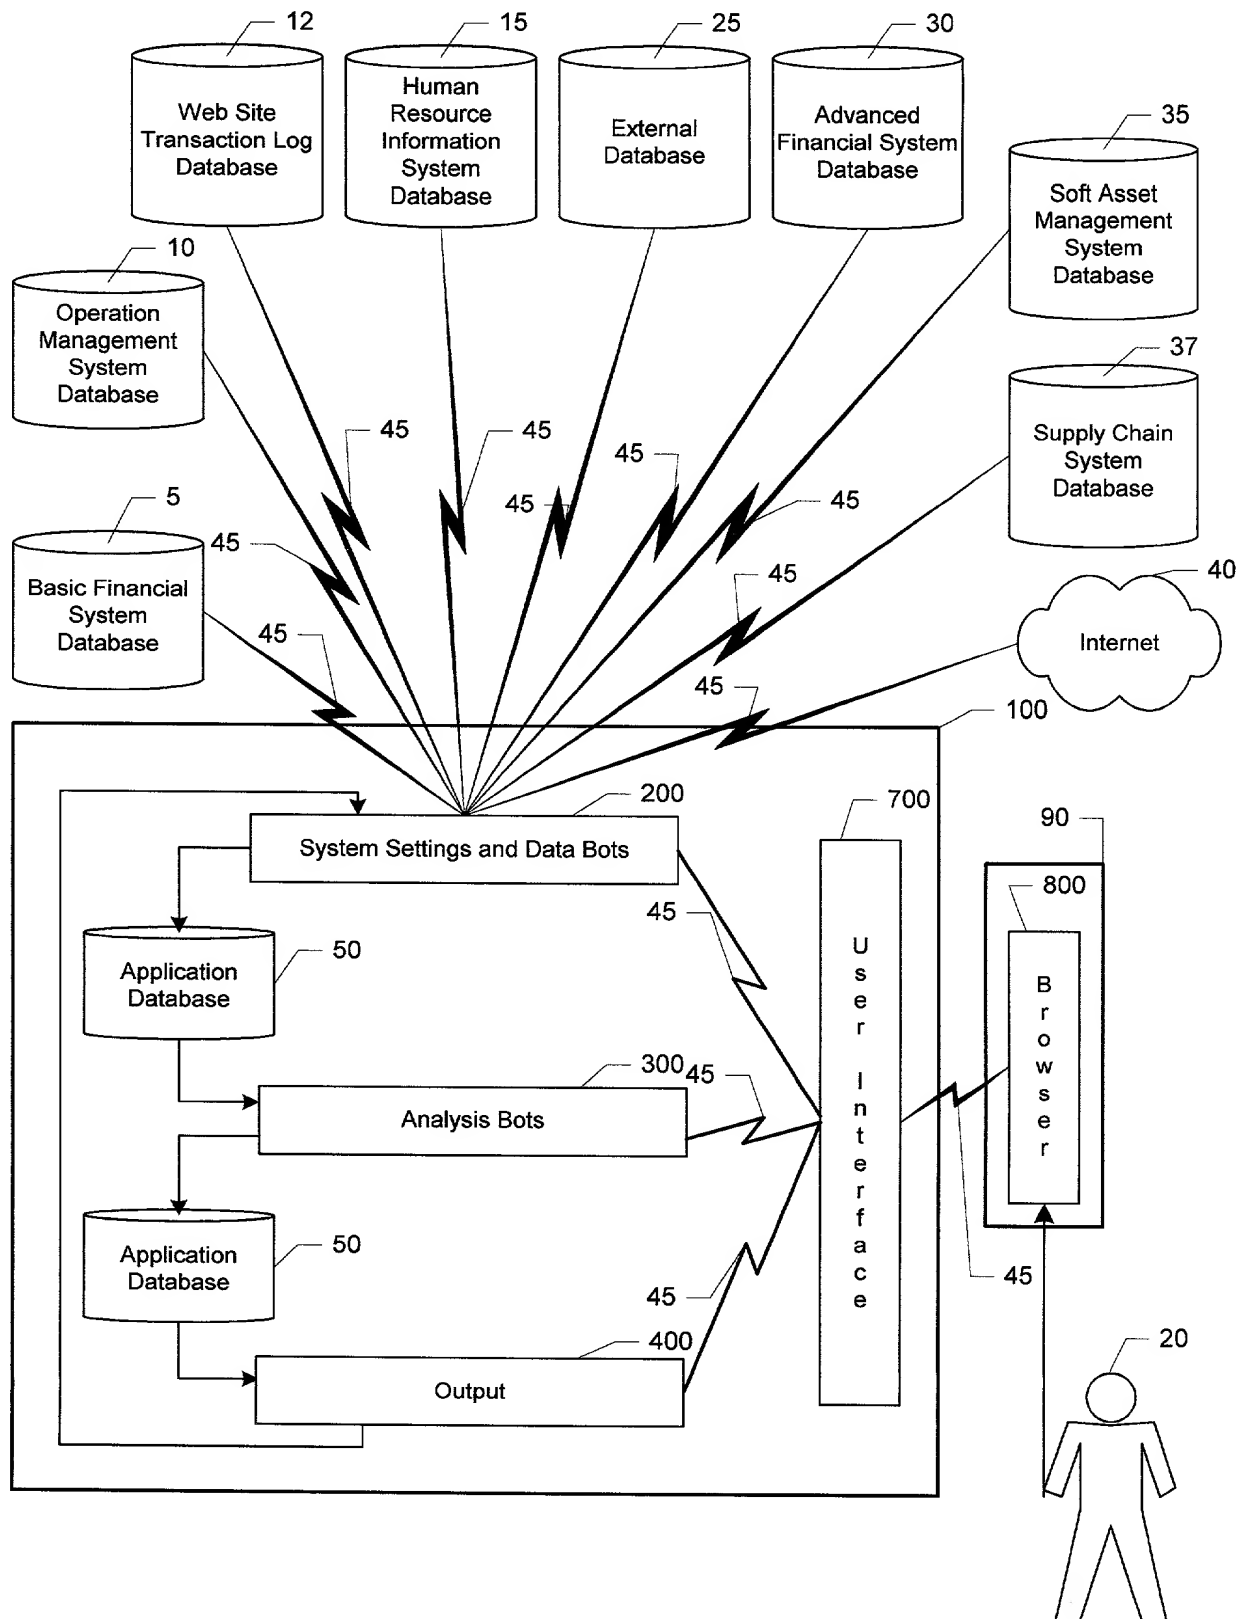 12
15
25
30
Web Site
Transaction Log
Database
Human
Resource
Information
System
Database
External
Database
Advanced
Financial System
Database
35
Soft Asset
Management
System
Database
10
Operation
Management
System
Database
37
Supply Chain
System
Database
45
45
45
45
45
5
45
45
40
Basic Financial
System
Database
45
Internet
45
100
200
System Settings and Data Bots
700
90
800
45
50
Application
Database
User Interface
Browser
300
45
Analysis Bots
50
Application
Database
45
45
400
Output
20